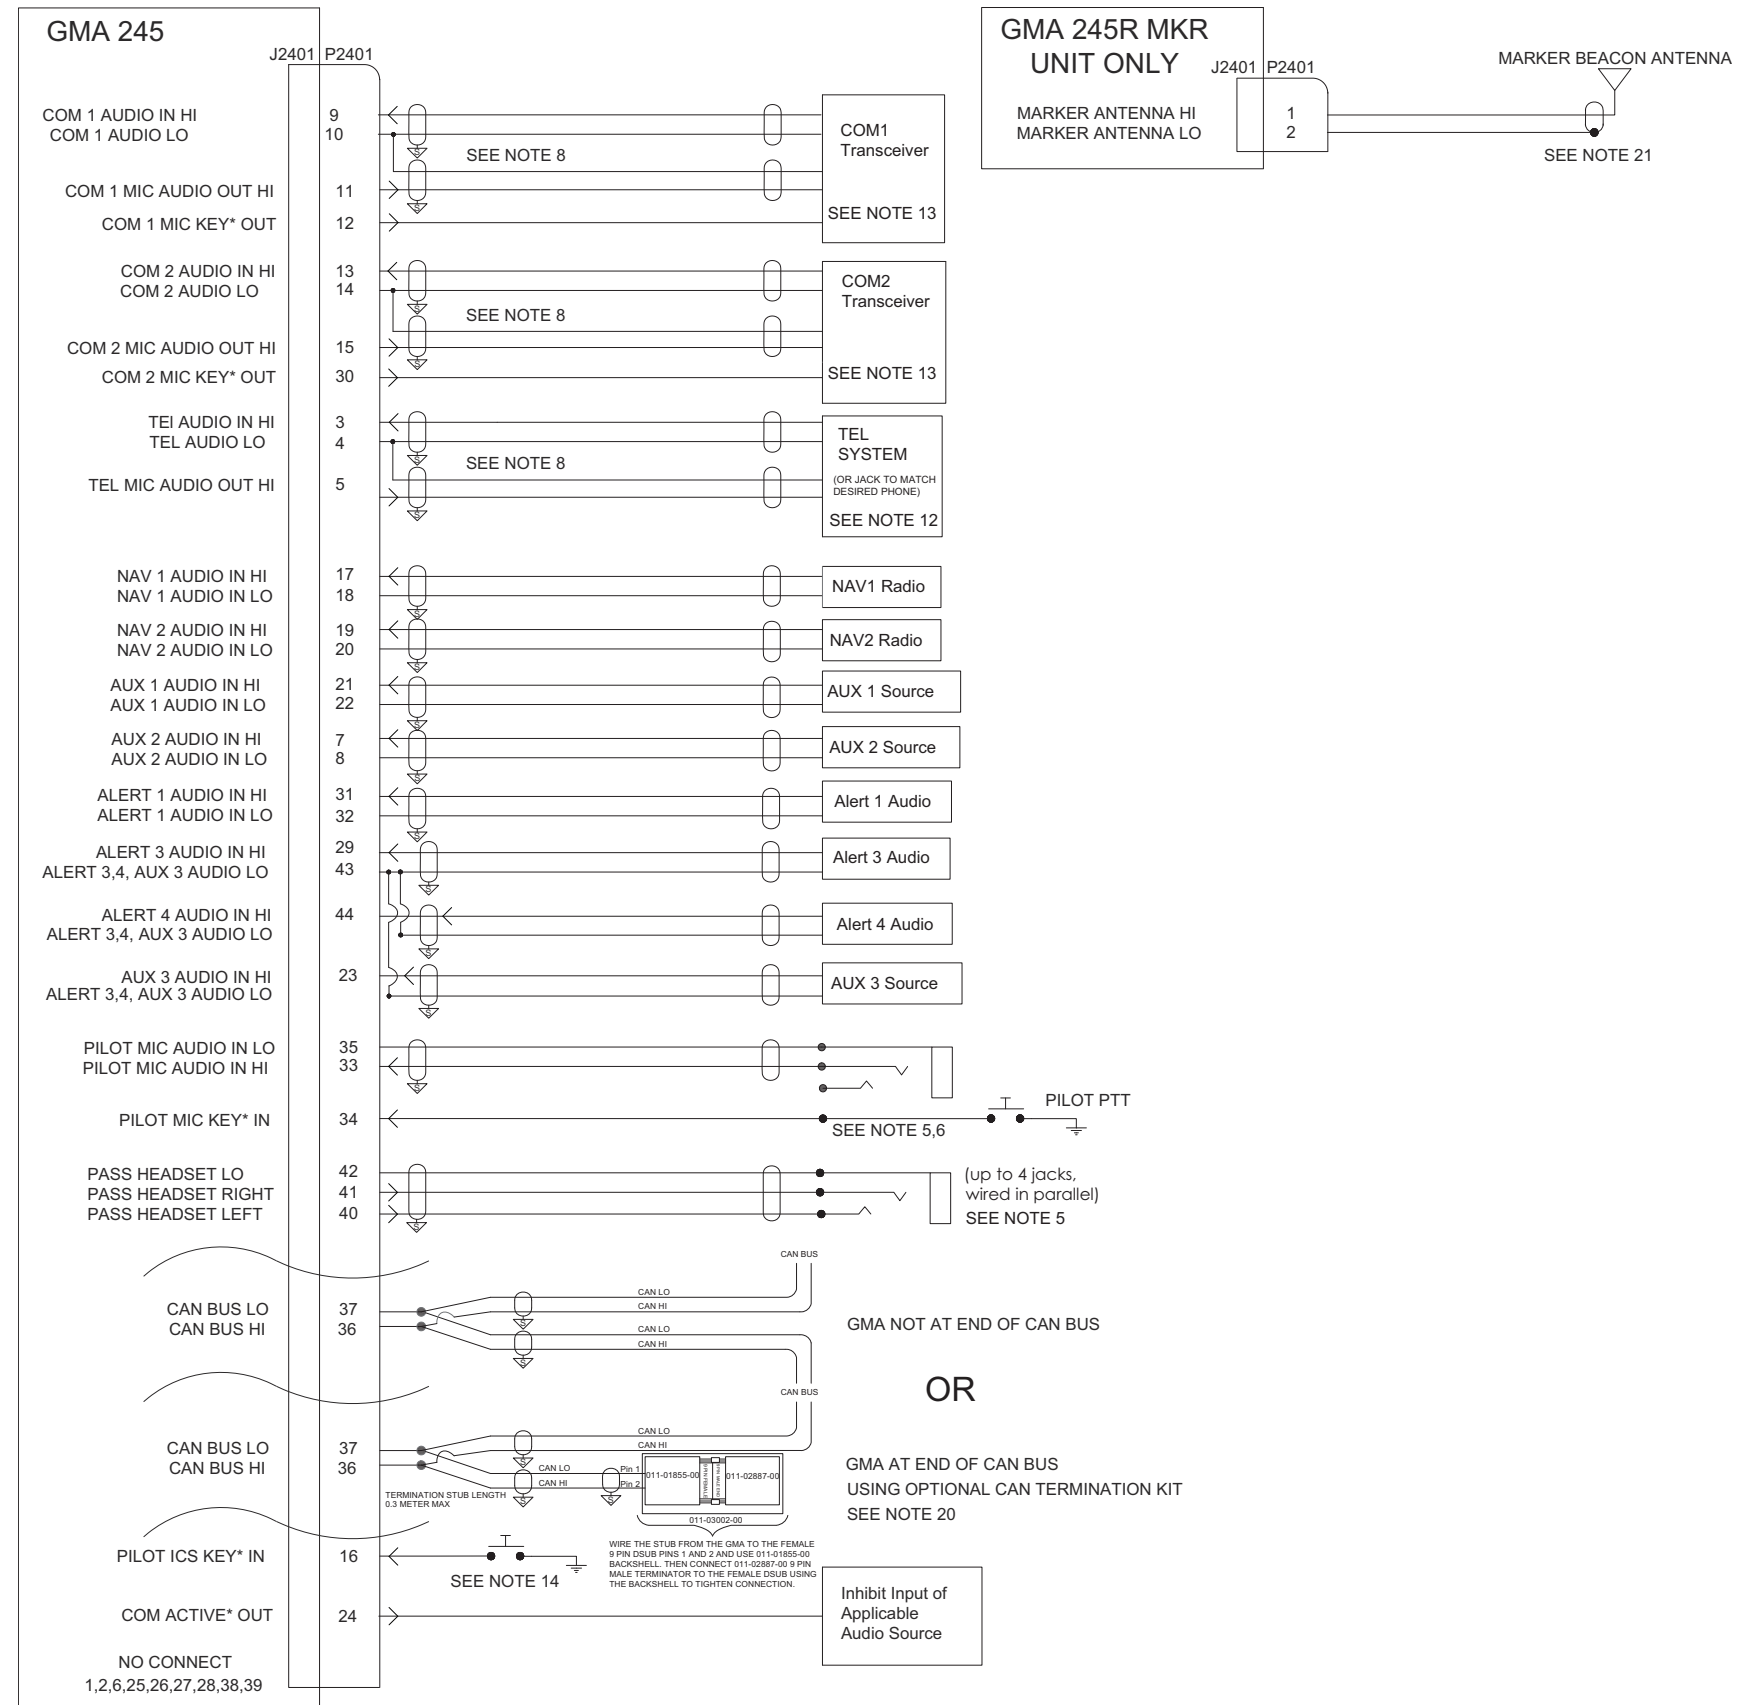 GMA 245
J2401 P2401
COM 1 AUDIO IN HI 9
COM 1 AUDIO LO 10
SEE NOTE 8
COM1
Transceiver
COM 1 MIC AUDIO OUT HI 11
COM 1 MIC KEY* OUT 12
SEE NOTE 13
COM 2 AUDIO IN HI 13
COM 2 AUDIO LO 14
SEE NOTE 8
COM2
Transceiver
COM 2 MIC AUDIO OUT HI 15
COM 2 MIC KEY* OUT 30
SEE NOTE 13
TEl AUDIO IN HI 3
TEL AUDIO LO 4
SEE NOTE 8
TEL MIC AUDIO OUT HI 5
TEL
SYSTEM
(OR JACK TO MATCH
DESIRED PHONE)
SEE NOTE 12
NAV 1 AUDIO IN HI 17
NAV 1 AUDIO IN LO 18
NAV1 Radio
NAV 2 AUDIO IN HI 19
NAV 2 AUDIO IN LO 20
NAV2 Radio
AUX 1 AUDIO IN HI 21
AUX 1 AUDIO IN LO 22
AUX 1 Source
AUX 2 AUDIO IN HI 7
AUX 2 AUDIO IN LO 8
AUX 2 Source
ALERT 1 AUDIO IN HI 31
ALERT 1 AUDIO IN LO 32
Alert 1 Audio
ALERT 3 AUDIO IN HI 29
ALERT 3,4, AUX 3 AUDIO LO 43
Alert 3 Audio
ALERT 4 AUDIO IN HI 44
ALERT 3,4, AUX 3 AUDIO LO
Alert 4 Audio
AUX 3 AUDIO IN HI 23
ALERT 3,4, AUX 3 AUDIO LO
AUX 3 Source
PILOT MIC AUDIO IN LO 35
PILOT MIC AUDIO IN HI 33
PILOT MIC KEY* IN 34
SEE NOTE 5,6
PILOT PTT
PASS HEADSET LO 42
PASS HEADSET RIGHT 41
PASS HEADSET LEFT 40
(up to 4 jacks,
wired in parallel)
SEE NOTE 5
CAN BUS
CAN LO
CAN HI
CAN BUS LO 37
CAN BUS HI 36
CAN LO
CAN HI
GMA NOT AT END OF CAN BUS
CAN BUS
OR
CAN LO
CAN HI
CAN BUS LO 37
CAN BUS HI 36
CAN LO
CAN HI
Pin 1
Pin 2
011-01855-00
9 PIN FEMALE
9 PIN MALE END
011-02887-00
TERMINATION STUB LENGTH
0.3 METER MAX
011-03002-00
GMA AT END OF CAN BUS
USING OPTIONAL CAN TERMINATION KIT
SEE NOTE 20
WIRE THE STUB FROM THE GMA TO THE FEMALE
9 PIN DSUB PINS 1 AND 2 AND USE 011-01855-00
BACKSHELL. THEN CONNECT 011-02887-00 9 PIN
MALE TERMINATOR TO THE FEMALE DSUB USING
THE BACKSHELL TO TIGHTEN CONNECTION.
PILOT ICS KEY* IN 16
SEE NOTE 14
COM ACTIVE* OUT 24
Inhibit Input of
Applicable
Audio Source
NO CONNECT
1,2,6,25,26,27,28,38,39
GMA 245R MKR
UNIT ONLY
J2401 P2401
MARKER ANTENNA HI 1
MARKER ANTENNA LO 2
MARKER BEACON ANTENNA
SEE NOTE 21